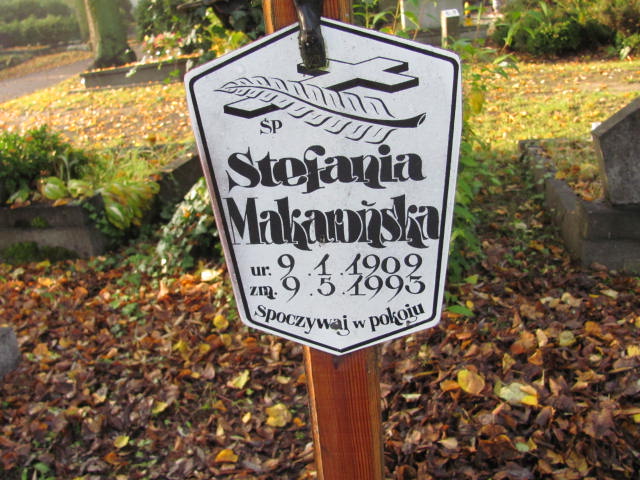 ŚP
Stefania
Makarońska
ur. 9.1.1909
zm. 9.5.1993
Spoczywaj w pokoju